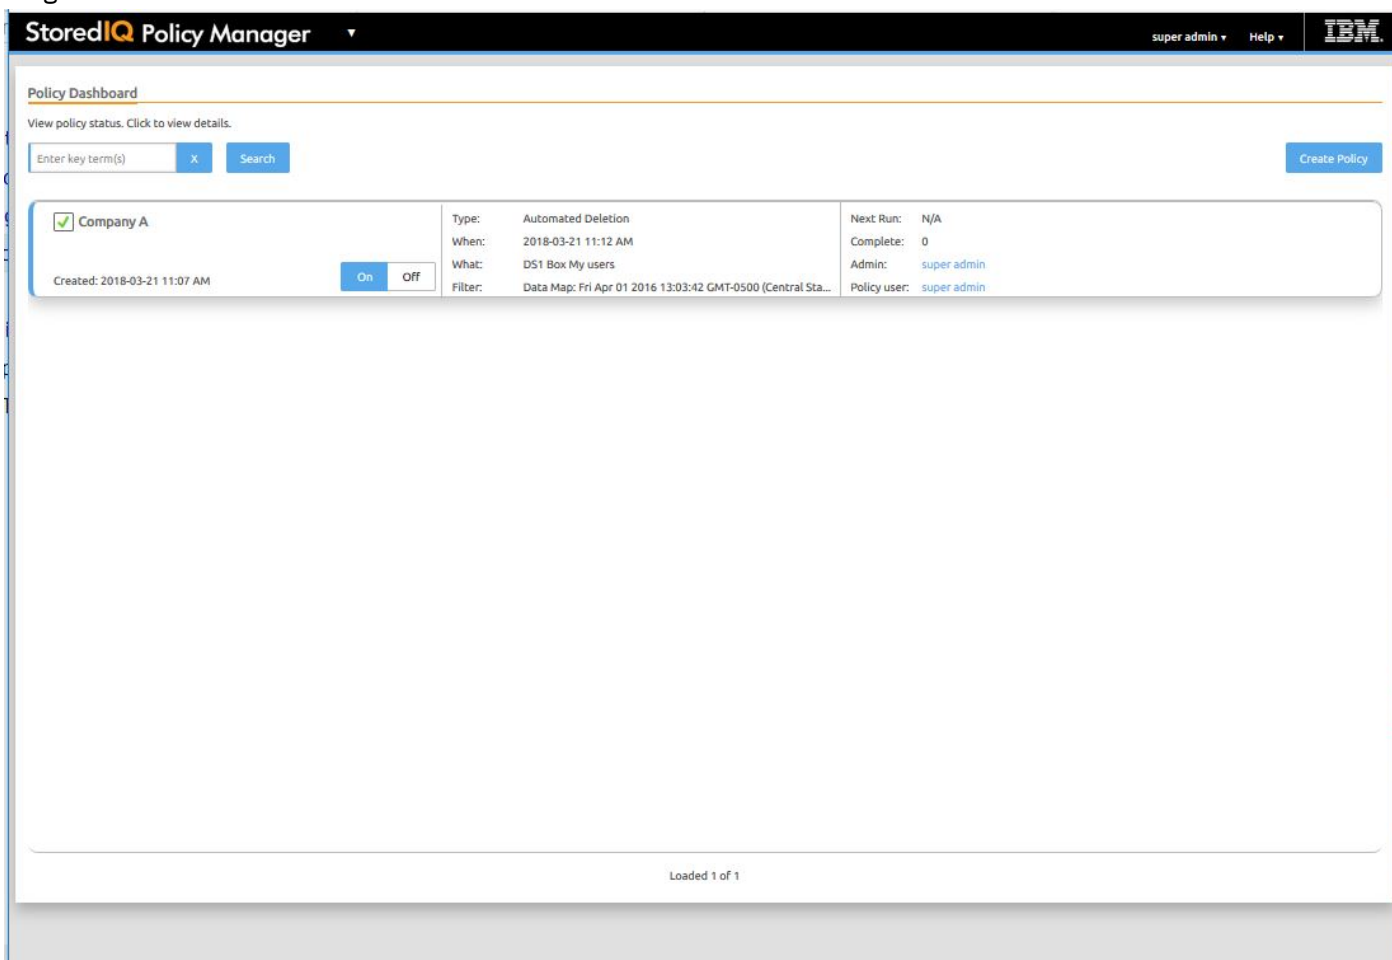 StoredIQ Policy Manager ▼ super admin ▾ Help ▾ IBM.
Policy Dashboard
View policy status. Click to view details.
Enter key term(s) X Search Create Policy
Company A
Created: 2018-03-21 11:07 AM
On Off
Type: Automated Deletion
When: 2018-03-21 11:12 AM
What: DS1 Box My users
Filter: Data Map: Fri Apr 01 2016 13:03:42 GMT-0500 (Central Sta...
Next Run: N/A
Complete: 0
Admin: super admin
Policy user: super admin
Loaded 1 of 1